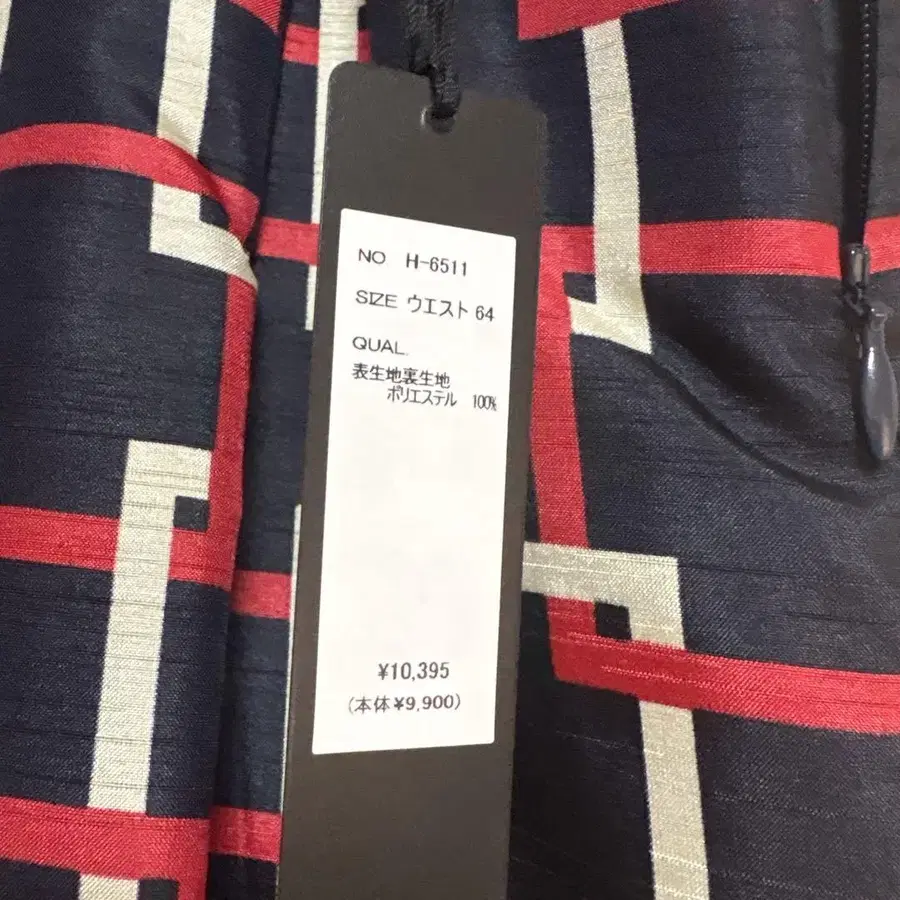 NO H-6511
SIZE ウエスト 64
QUAL.
表生地裏生地
ポリエステル 100%
¥10,395
(本体¥9,900)